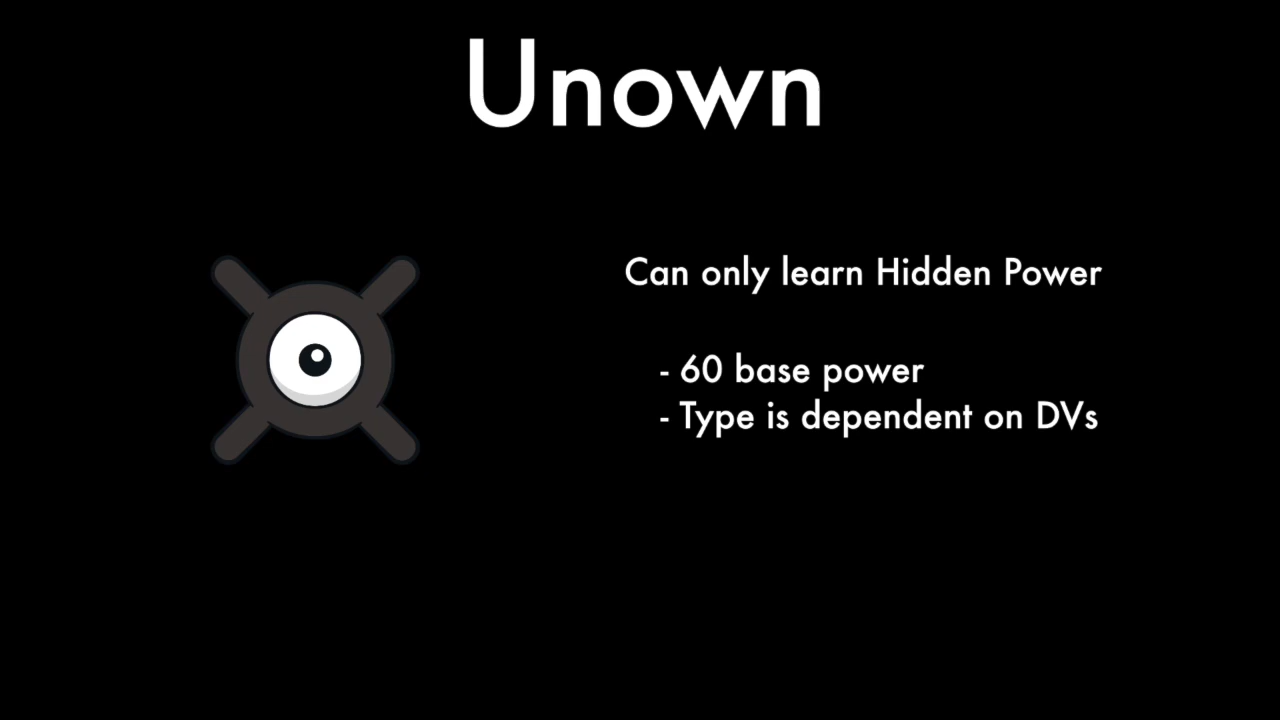 Unown
Can only learn Hidden Power
- 60 base power
- Type is dependent on DVs